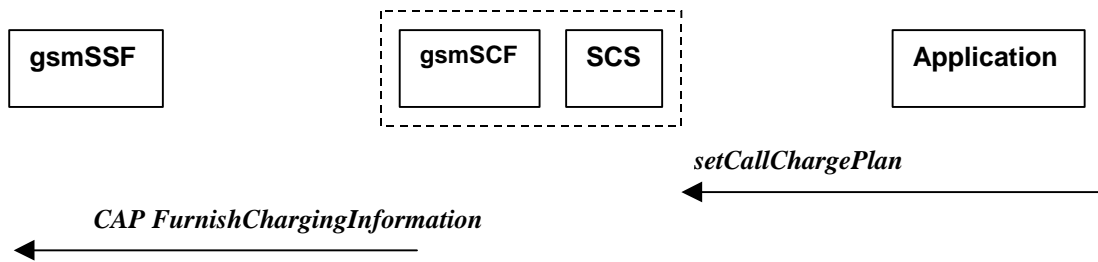 gsmSSF
gsmSCF
SCS
Application
setCallChargePlan
CAP FurnishChargingInformation